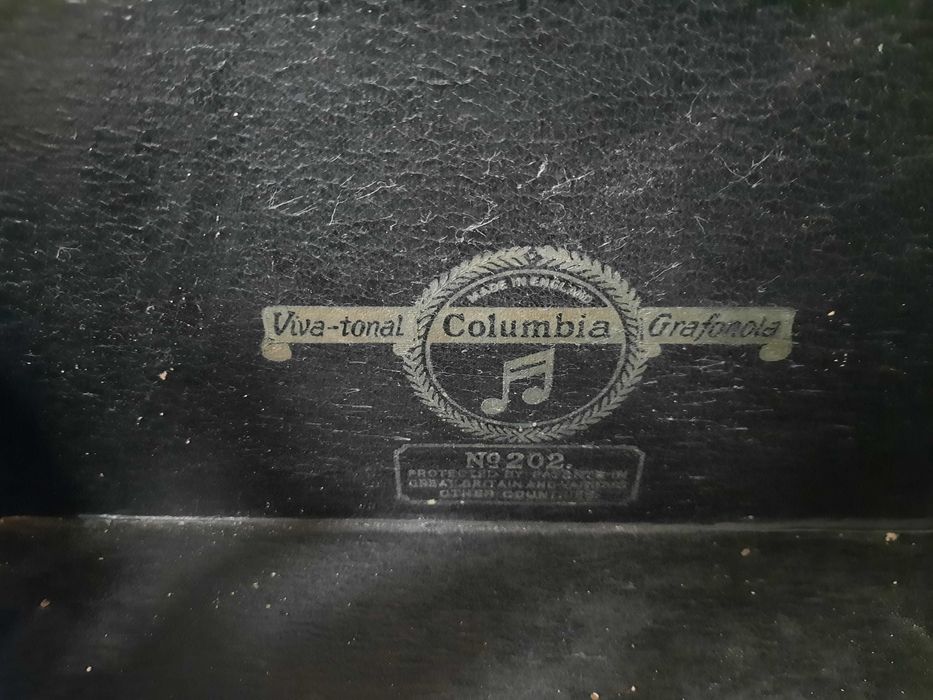 MADE IN ENGLAND
Viva-tonal Columbia Grafonola
Nº 202.
PROTECTED BY PATENTS IN
GREAT BRITAIN AND VARIOUS
OTHER COUNTRIES.